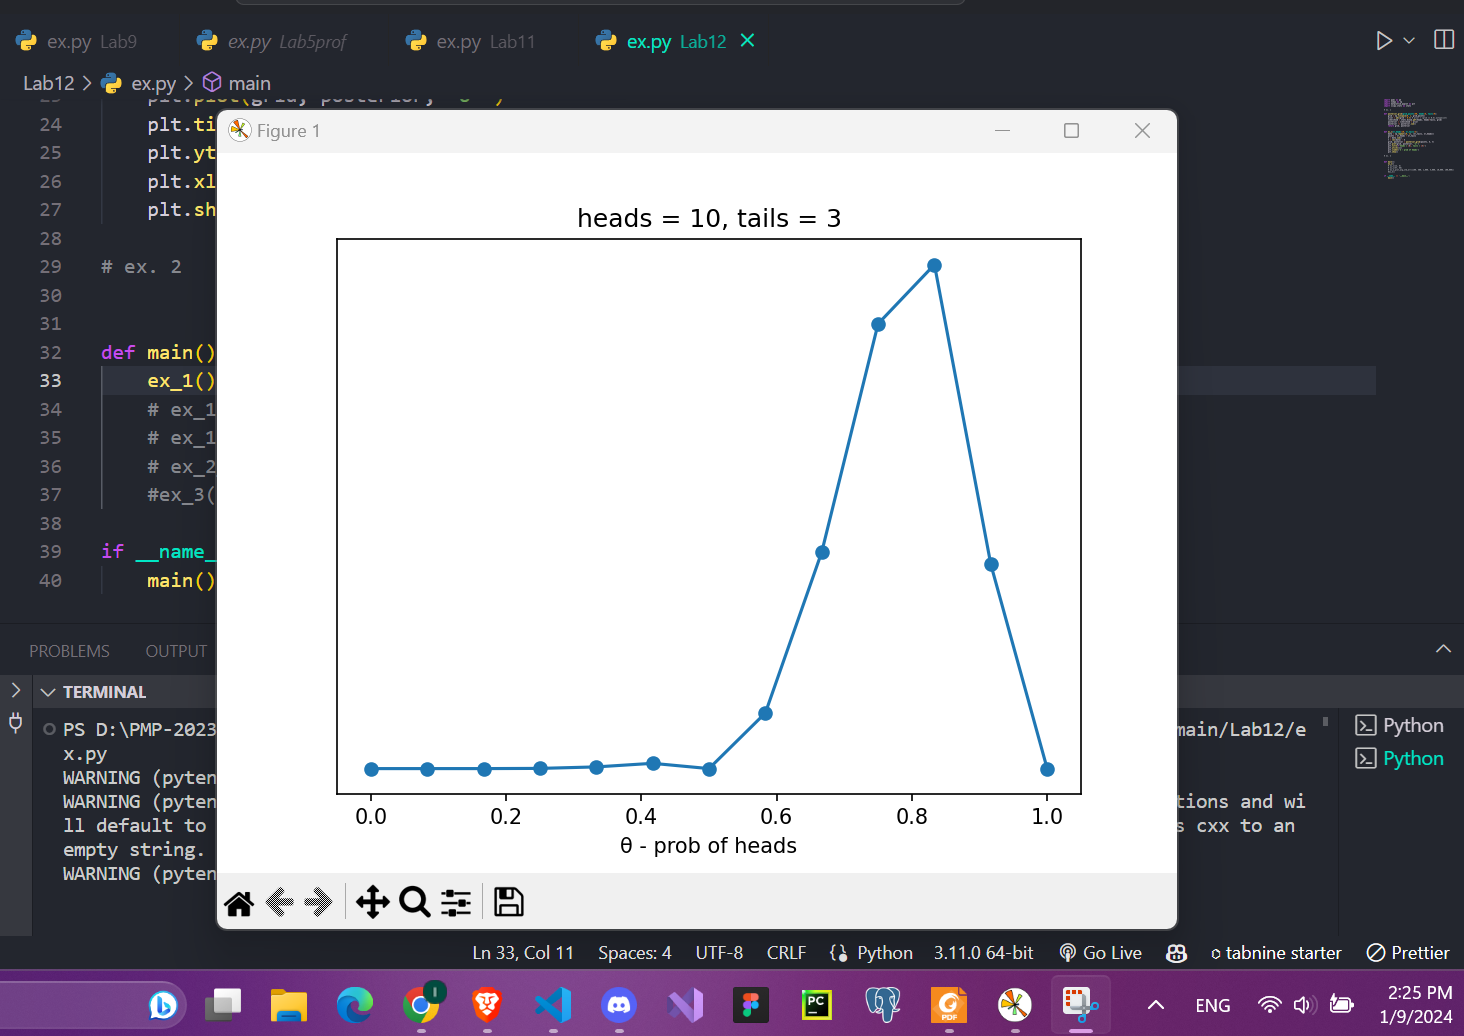 ex.py Lab9
ex.py Lab5prof
ex.py Lab11
ex.py Lab12
Lab12 > ex.py > main
24 plt.ti
25 plt.yt
26 plt.xl
27 plt.sh
28
29 # ex. 2
30
31
32 def main()
33 ex_1()
34 # ex_1
35 # ex_1
36 # ex_2
37 #ex_3(
38
39 if __name_
40 main()
Figure 1
heads = 10, tails = 3
0.0 0.2 0.4 0.6 0.8 1.0
θ - prob of heads
PROBLEMS OUTPUT
TERMINAL
PS D:\PMP-2023 main/Lab12/e
x.py
WARNING (pyten
WARNING (pyten tions and wi
ll default to s cxx to an
empty string.
WARNING (pyten
Python
Python
Ln 33, Col 11 Spaces: 4 UTF-8 CRLF Python 3.11.0 64-bit Go Live tabnine starter Prettier
PC
PDF
ENG
2:25 PM
1/9/2024